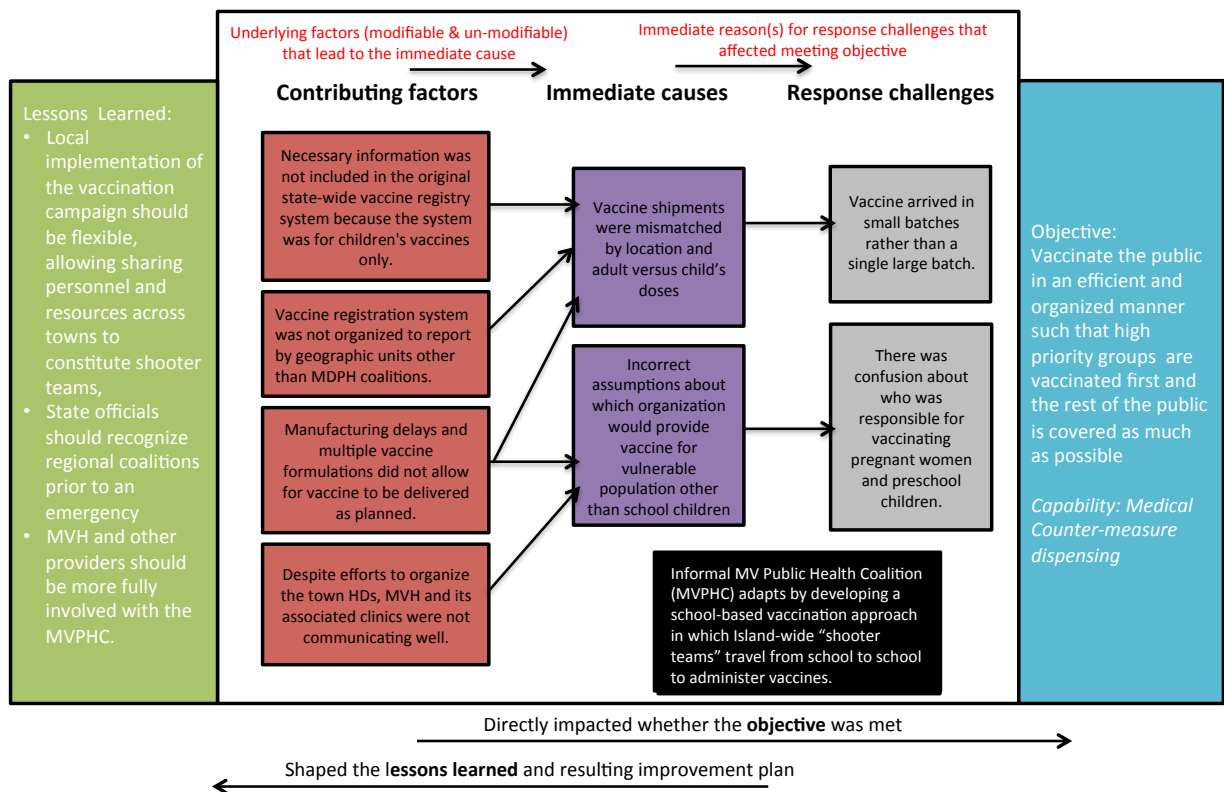 Underlying factors (modifiable & un-modifiable)
that lead to the immediate cause
Immediate reason(s) for response challenges that
affected meeting objective
Contributing factors
Immediate causes
Response challenges
Lessons Learned:
• Local
implementation of
the vaccination
campaign should
be flexible,
allowing sharing
personnel and
resources across
towns to
constitute shooter
teams,
• State officials
should recognize
regional coalitions
prior to an
emergency
• MVH and other
providers should
be more fully
involved with the
MVPHC.
Necessary information was
not included in the original
state-wide vaccine registry
system because the system
was for children's vaccines
only.
Vaccine registration system
was not organized to report
by geographic units other
than MDPH coalitions.
Manufacturing delays and
multiple vaccine
formulations did not allow
for vaccine to be delivered
as planned.
Despite efforts to organize
the town HDs, MVH and its
associated clinics were not
communicating well.
Vaccine shipments
were mismatched
by location and
adult versus child’s
doses
Incorrect
assumptions about
which organization
would provide
vaccine for
vulnerable
population other
than school children
Vaccine arrived in
small batches
rather than a
single large batch.
There was
confusion about
who was
responsible for
vaccinating
pregnant women
and preschool
children.
Informal MV Public Health Coalition
(MVPHC) adapts by developing a
school-based vaccination approach
in which Island-wide “shooter
teams” travel from school to school
to administer vaccines.
Objective:
Vaccinate the public
in an efficient and
organized manner
such that high
priority groups are
vaccinated first and
the rest of the public
is covered as much
as possible
Capability: Medical
Counter-measure
dispensing
Directly impacted whether the objective was met
Shaped the lessons learned and resulting improvement plan